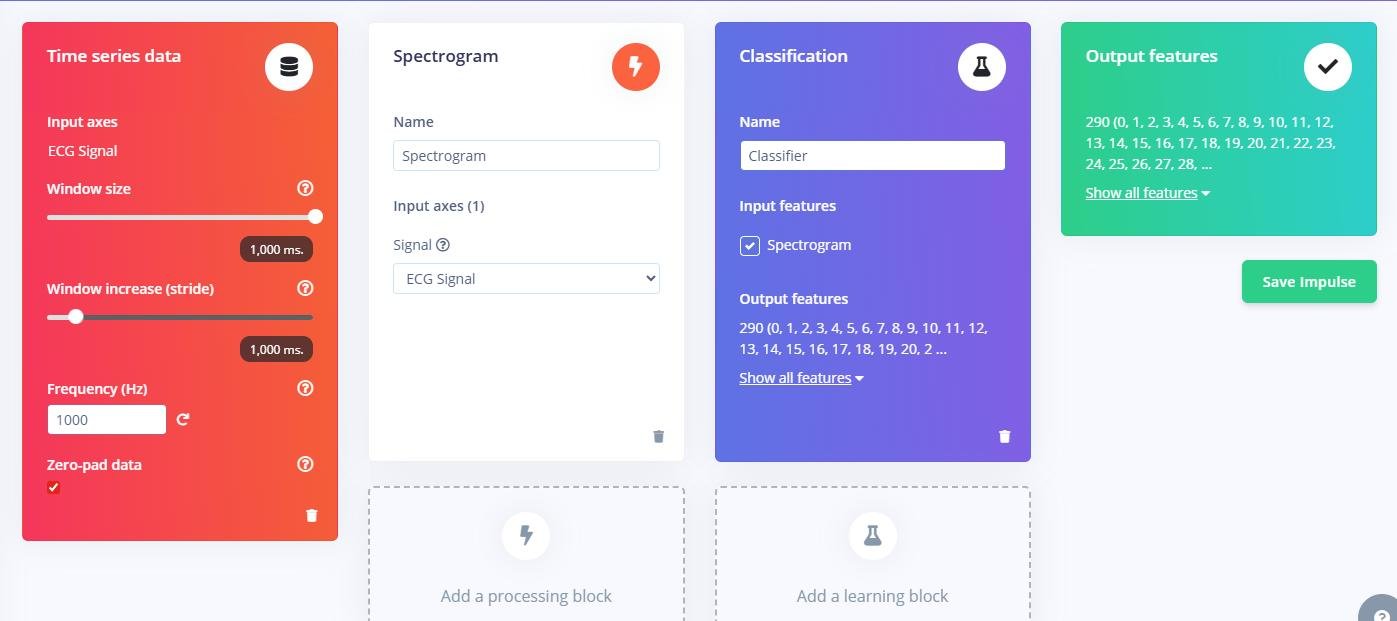 Time series data
Input axes
ECG Signal
Window size
1,000 ms.
Window increase (stride)
1,000 ms.
Frequency (Hz)
1000
Zero-pad data
Spectrogram
Name
Spectrogram
Input axes (1)
Signal
ECG Signal
Add a processing block
Classification
Name
Classifier
Input features
Spectrogram
Output features
290 (0, 1, 2, 3, 4, 5, 6, 7, 8, 9, 10, 11, 12,
13, 14, 15, 16, 17, 18, 19, 20, 2 ...
Show all features
Add a learning block
Output features
290 (0, 1, 2, 3, 4, 5, 6, 7, 8, 9, 10, 11, 12,
13, 14, 15, 16, 17, 18, 19, 20, 21, 22, 23,
24, 25, 26, 27, 28, ...
Show all features
Save Impulse